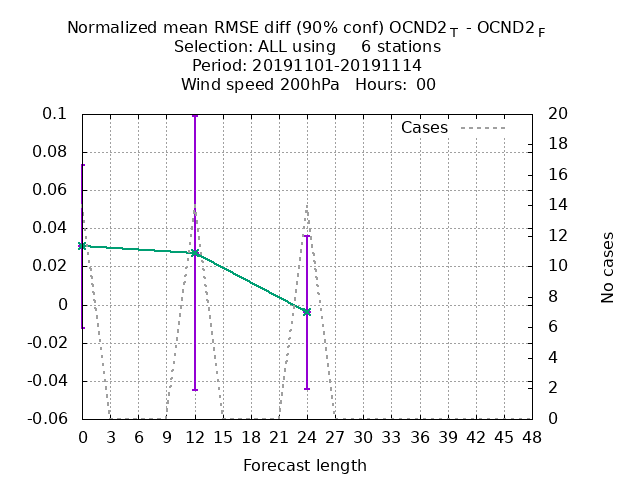 Normalized mean RMSE diff (90% conf) OCND2 T - OCND2 F
Selection: ALL using 6 stations
Period: 20191101-20191114
Wind speed 200hPa Hours: 00
Cases
0.1
0.08
0.06
0.04
0.02
0
-0.02
-0.04
-0.06
20
18
16
14
12
10
8
6
4
2
0
No cases
0 3 6 9 12 15 18 21 24 27 30 33 36 39 42 45 48
Forecast length